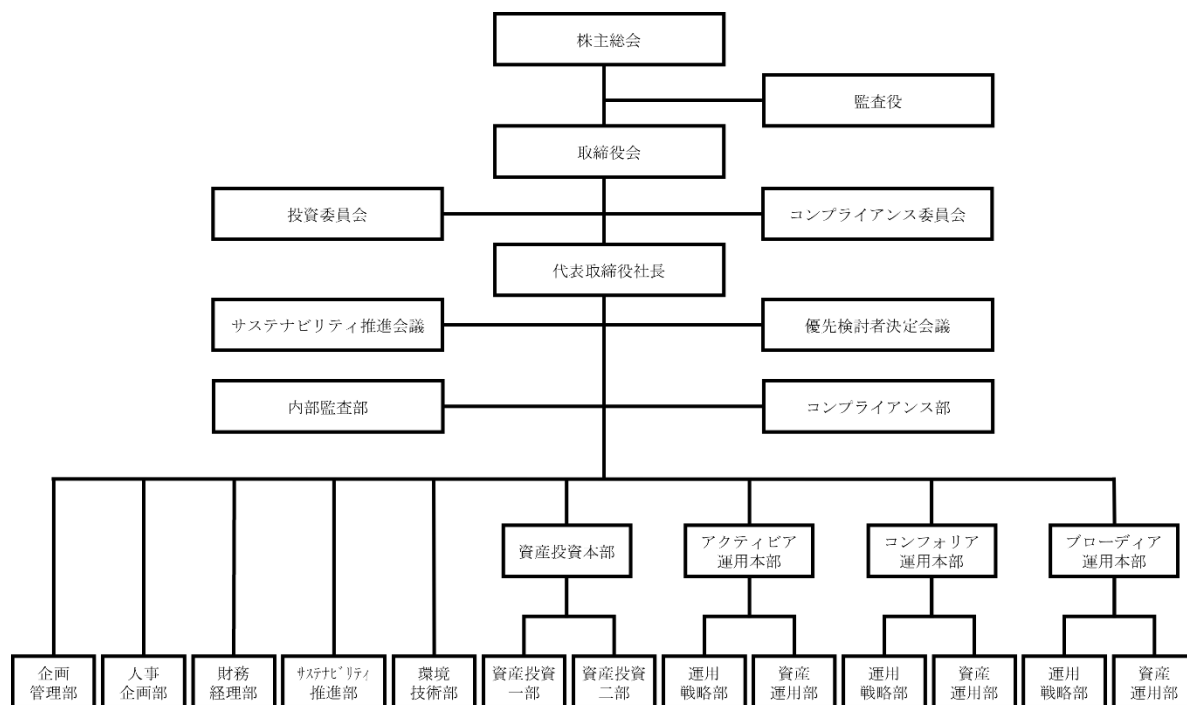 株主総会
監査役
取締役会
投資委員会
コンプライアンス委員会
代表取締役社長
サステナビリティ推進会議
優先検討者決定会議
内部監査部
コンプライアンス部
資産投資本部
アクティビア
運用本部
コンフォリア
運用本部
ブローディア
運用本部
企画
管理部
人事
企画部
財務
経理部
ｻｽﾃﾅﾋﾞﾘﾃｨ
推進部
環境
技術部
資産投資
一部
資産投資
二部
運用
戦略部
資産
運用部
運用
戦略部
資産
運用部
運用
戦略部
資産
運用部